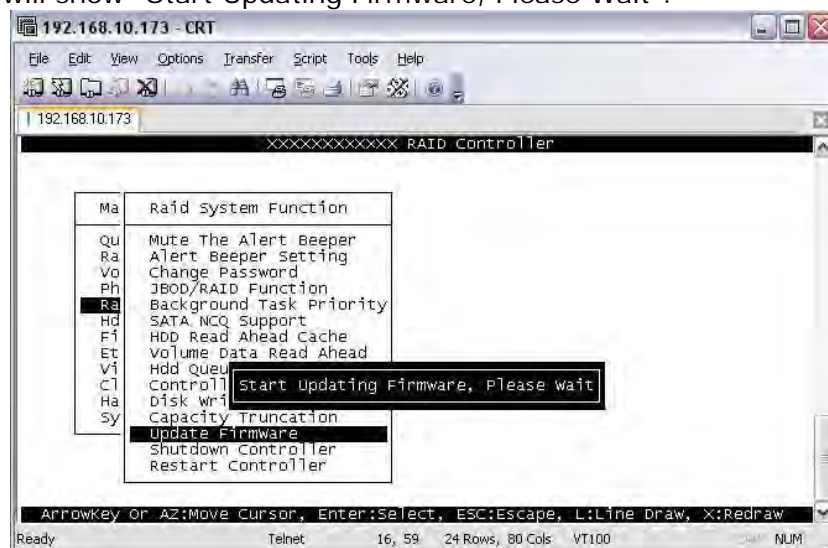 will show "Start Updating Firmware, Please Wait".
192.168.10.173 - CRT
File Edit View Options Transfer Script Tools Help
192.168.10.173
XXXXXXXXXXXX RAID Controller
Ma
Raid System Function
Qu
Mute The Alert Beeper
Ra
Alert Beeper Setting
Vo
Change Password
Ph
JBOD/RAID Function
Ra
Background Task Priority
Hd
SATA NCQ Support
Fi
HDD Read Ahead Cache
Et
Volume Data Read Ahead
Vi
Hdd Queu
Cl
Controll
Start Updating Firmware, Please Wait
Ha
Disk Wri
Sy
Capacity Truncation
Update Firmware
Shutdown Controller
Restart Controller
ArrowKey Or AZ:Move Cursor, Enter:Select, ESC:Escape, L:Line Draw, X:Redraw
Ready Telnet 16, 59 24 Rows, 80 Cols VT100 NUM